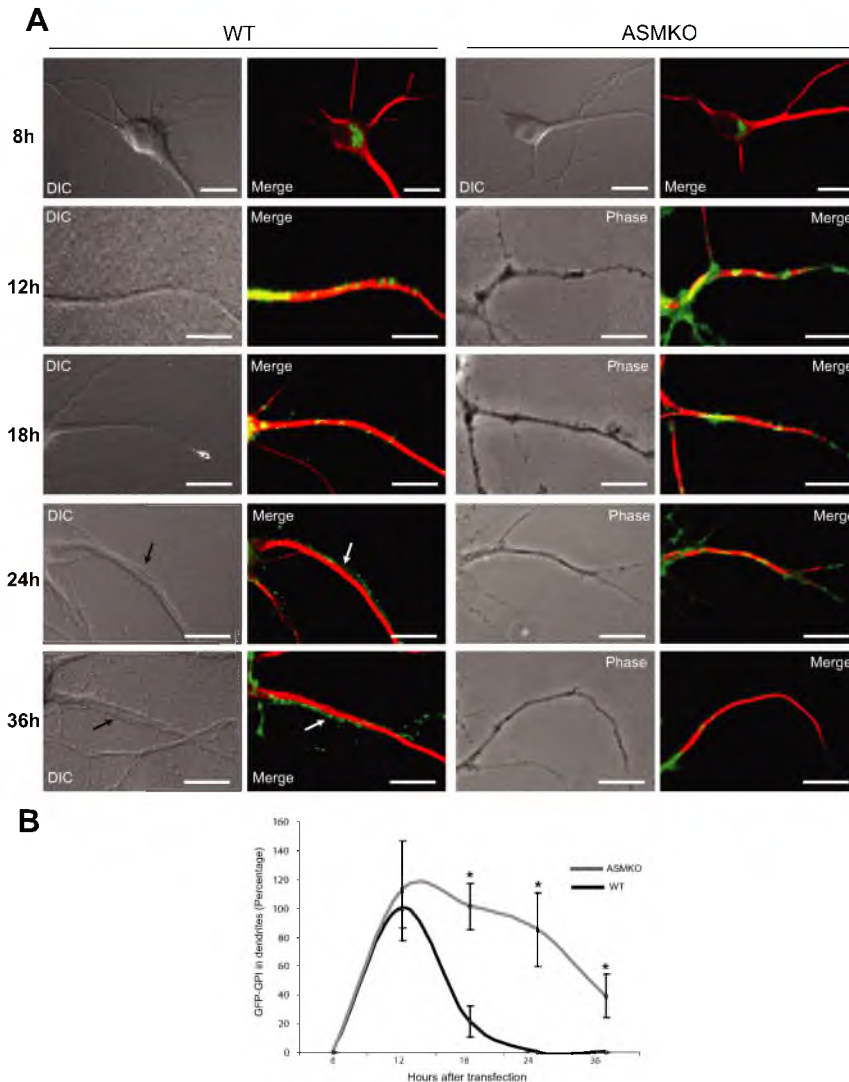 A
WT ASMKO
8h
DIC Merge DIC Merge
12h
DIC Merge Phase Merge
18h
DIC Merge Phase Merge
24h
DIC Merge Phase Merge
36h
DIC Merge Phase Merge
B
GFP-GPI in dendrites (Percentage)
160
140
120
100
80
60
40
20
0
* * *
ASMKO
WT
12 18 24 36
Hours after transfection